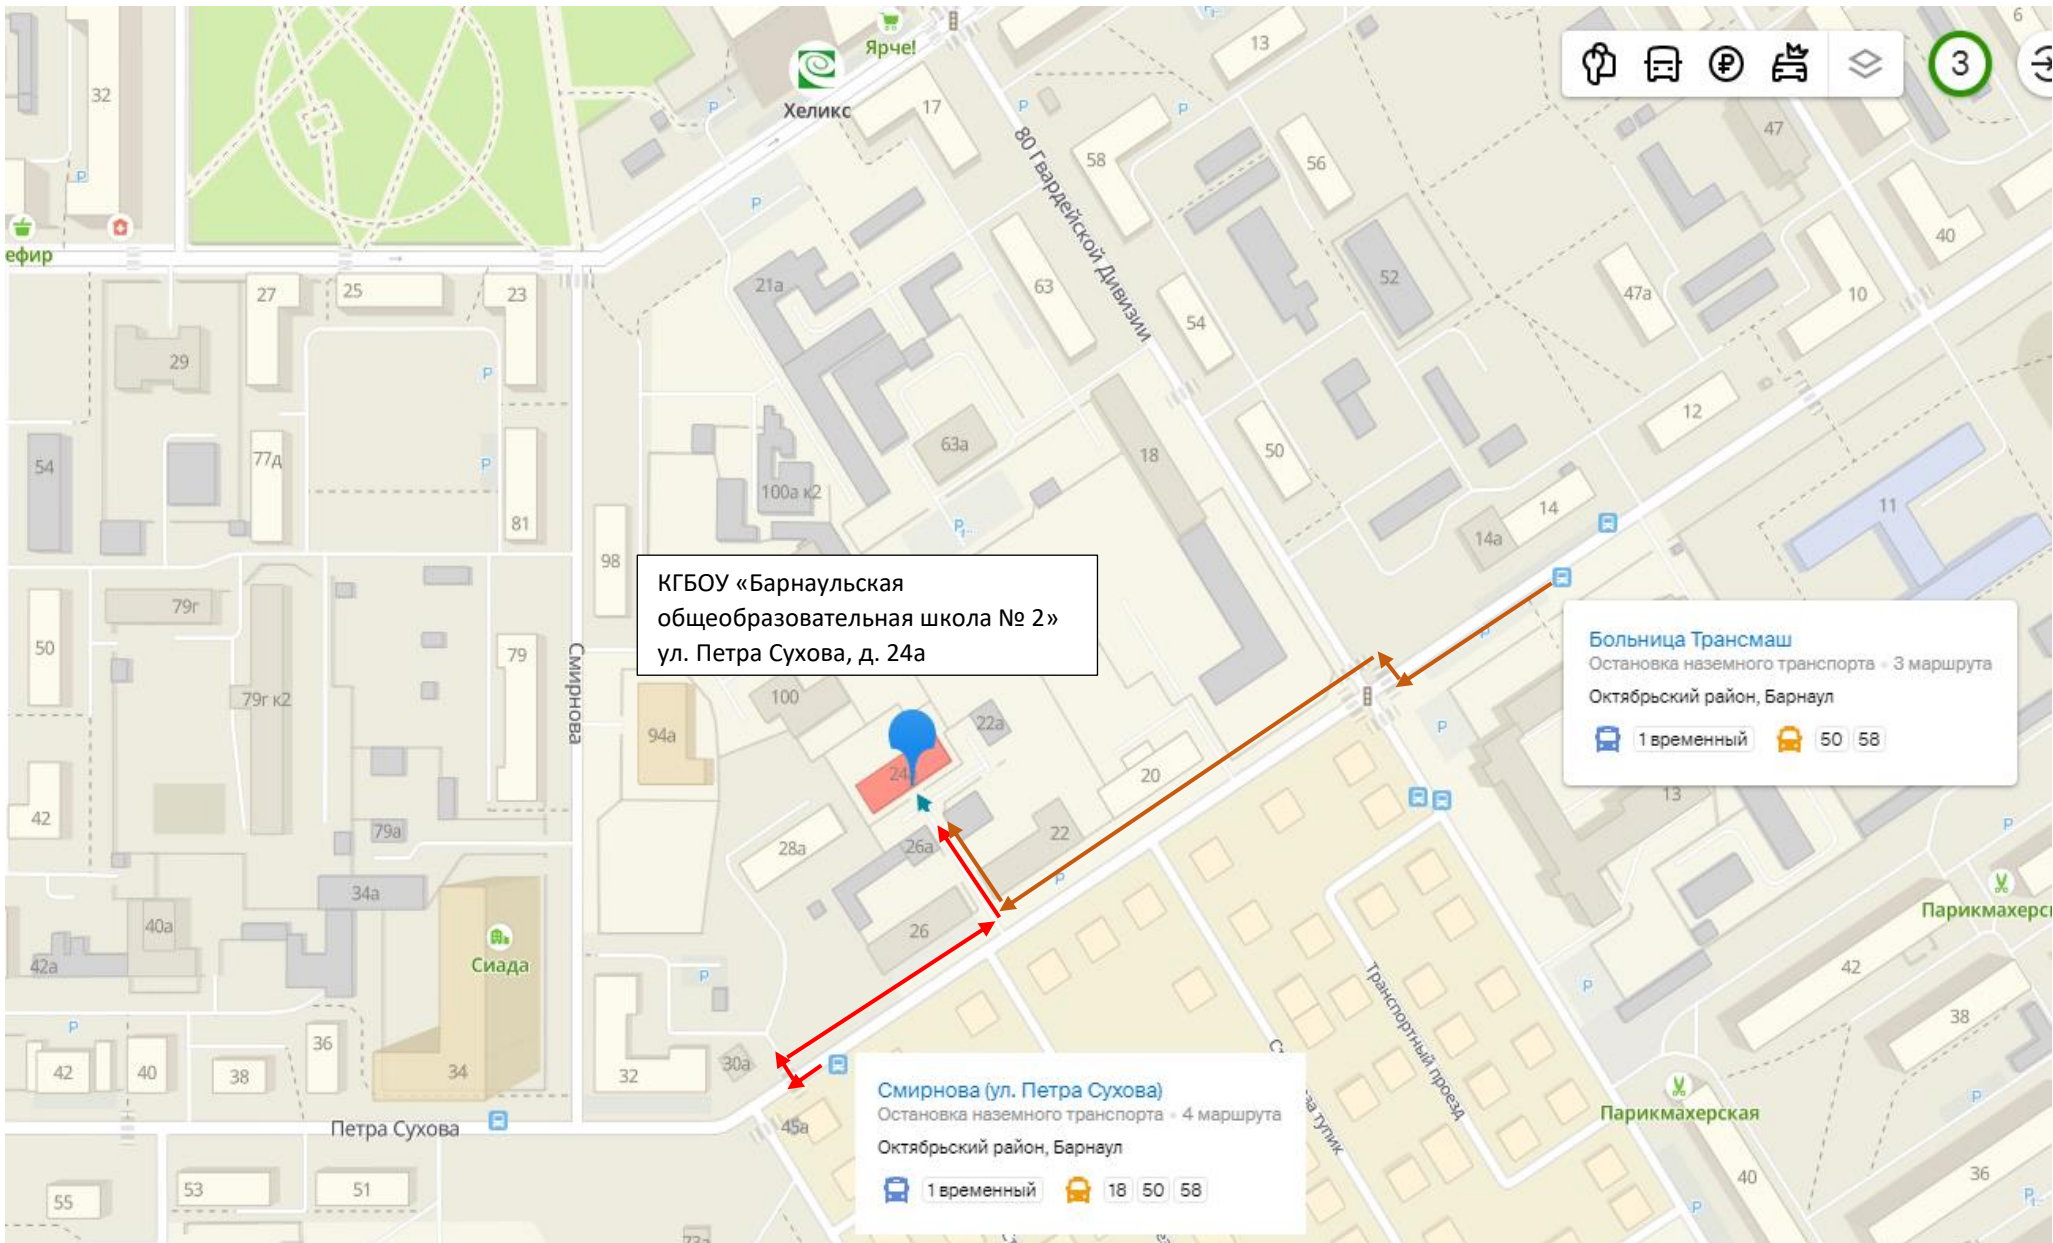 6
Ярче!
13
3
32
Хеликс
17
47
58
56
80 Гвардейской Дивизии
40
ефир
21а
63
52
47а
10
27
25
23
54
29
12
63а
18
50
54
77д
100а к2
11
14
81
14а
98
КГБОУ «Барнаульская
общеобразовательная школа № 2»
ул. Петра Сухова, д. 24а
79г
50
79
Смирнова
Больница Трансмаш
Остановка наземного транспорта • 3 маршрута
Октябрьский район, Барнаул
1 временный 50 58
79г к2
100
94а
22а
24
20
13
42
79а
22
28а
26а
34а
40а
26
Парикмахерс
Сиада
42а
42
Транспортный проезд
38
36
42
40
38
34
32
30а
Смирнова (ул. Петра Сухова)
Остановка наземного транспорта • 4 маршрута
Октябрьский район, Барнаул
1 временный 18 50 58
тупик
Парикмахерская
Петра Сухова
45а
55
53
51
40
36
73а